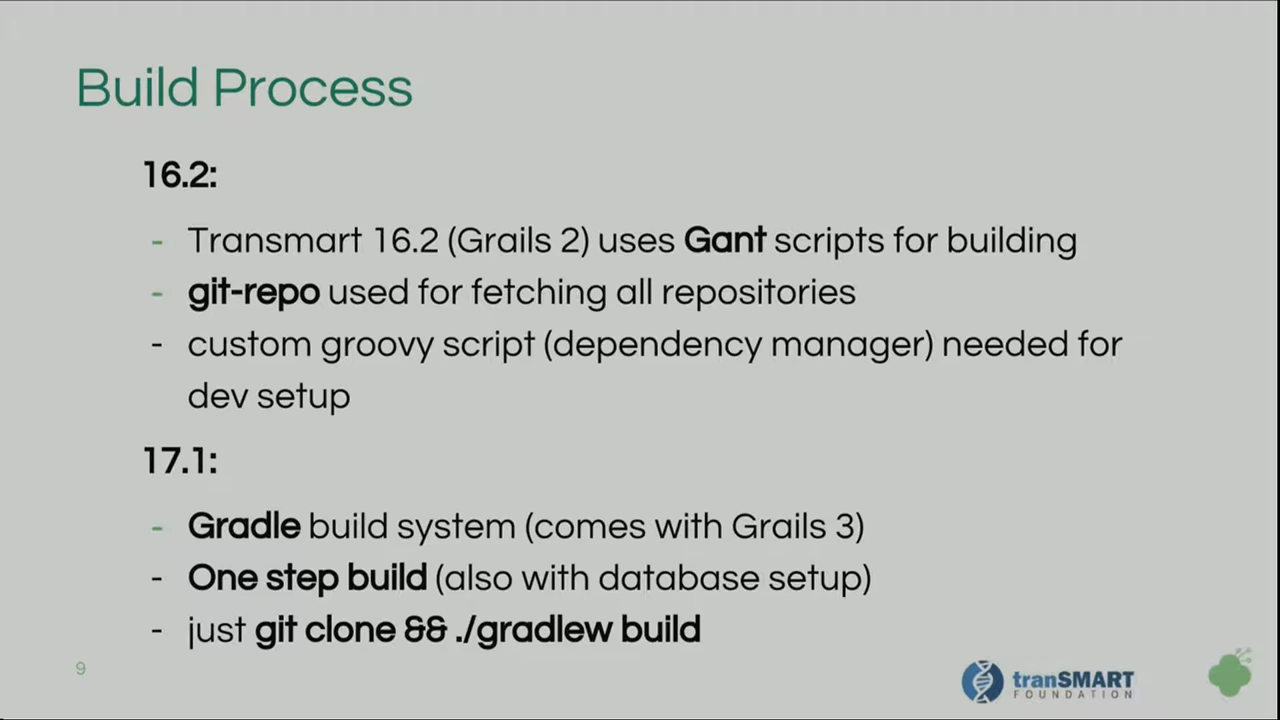 Build Process
16.2:
- Transmart 16.2 (Grails 2) uses Gant scripts for building
- git-repo used for fetching all repositories
- custom groovy script (dependency manager) needed for
dev setup
17.1:
- Gradle build system (comes with Grails 3)
- One step build (also with database setup)
- just git clone && ./gradlew build
9
tranSMART
FOUNDATION